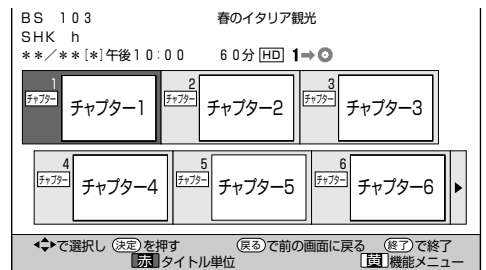 BS 103 春のイタリア観光
SHK h
**/**[*]午後10:00 60分 HD 1➡
1 2 3
チャプター チャプター1 チャプター チャプター2 チャプター チャプター3
4 5 6
チャプター チャプター4 チャプター チャプター5 チャプター チャプター6
で選択し 決定 を押す 戻る で前の画面に戻る 終了 で終了
赤 タイトル単位 黄 機能メニュー